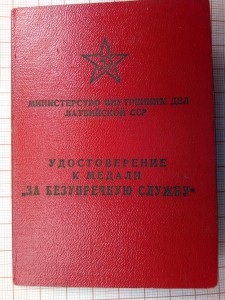 МИНИСТЕРСТВО ВНУТРЕННИХ ДЕЛ
ЛАТВИЙСКОЙ ССР
УДОСТОВЕРЕНИЕ
К МЕДАЛИ
„ЗА БЕЗУПРЕЧНУЮ СЛУЖБУ“